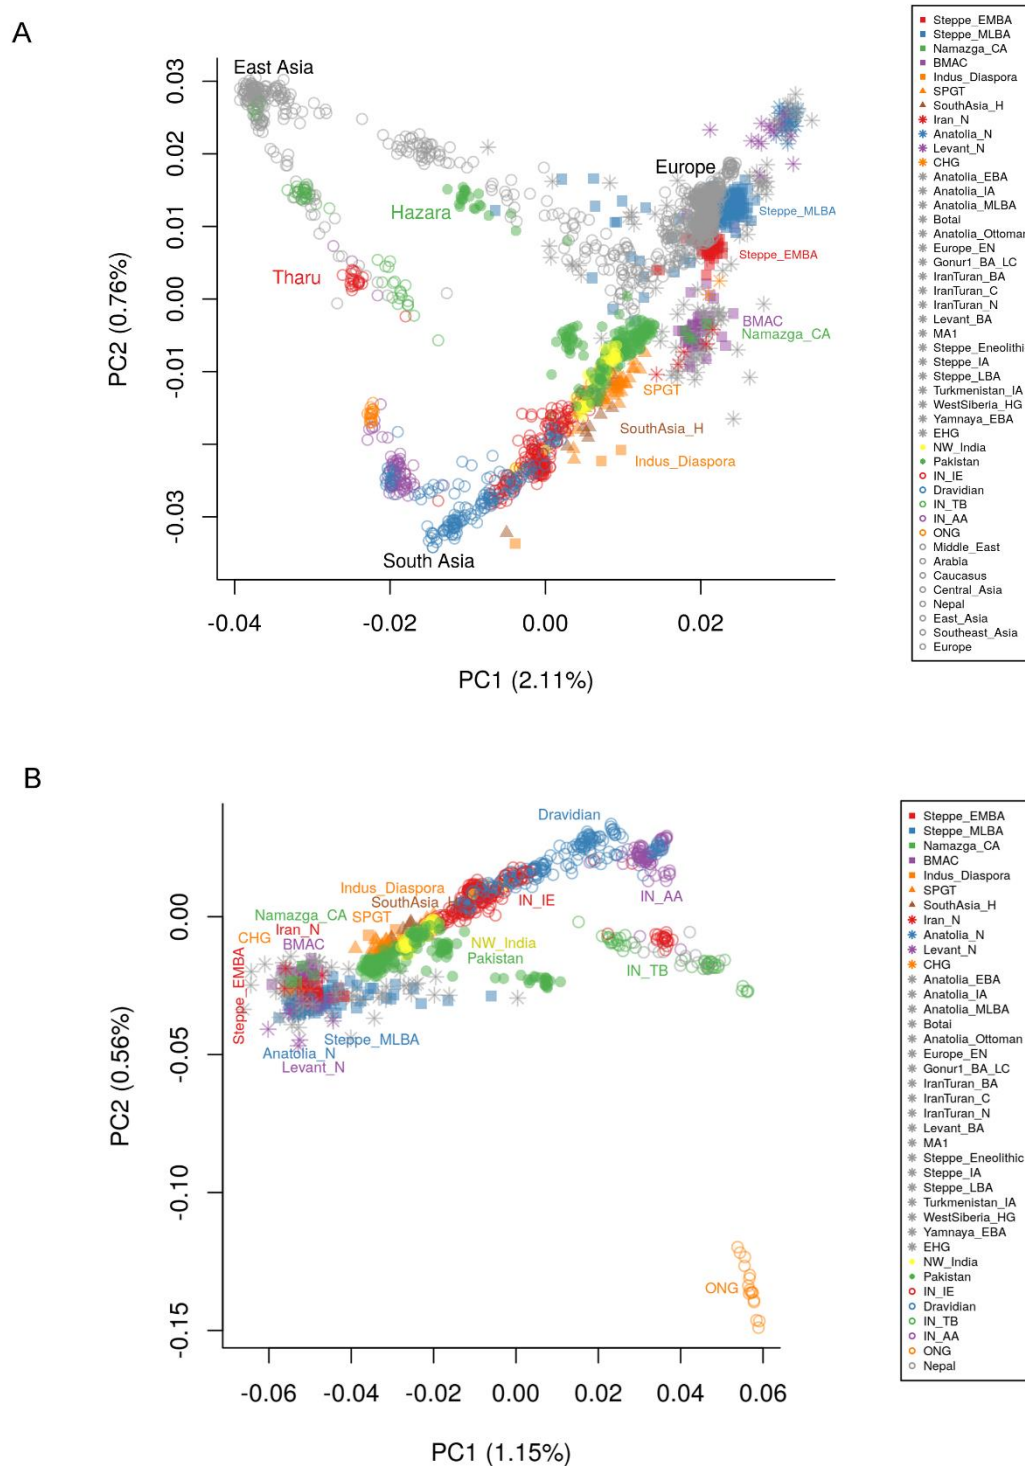 A
East Asia
Europe
Hazara
Steppe_MLBA
Steppe_EMBA
Tharu
BMAC
Namazga_CA
SPGT
SouthAsia_H
Indus_Diaspora
South Asia
0.03
0.02
0.01
0.00
-0.01
-0.03
PC2 (0.76%)
-0.04
-0.02
0.00
0.02
PC1 (2.11%)
Steppe_EMBA
Steppe_MLBA
Namazga_CA
BMAC
Indus_Diaspora
SPGT
SouthAsia_H
Iran_N
Anatolia_N
Levant_N
CHG
Anatolia_EBA
Anatolia_IA
Anatolia_MLBA
Botai
Anatolia_Ottoman
Europe_EN
Gonur1_BA_LC
IranTuran_BA
IranTuran_C
IranTuran_N
Levant_BA
MA1
Steppe_Eneolithi
Steppe_IA
Steppe_LBA
Turkmenistan_IA
WestSiberia_HG
Yamnaya_EBA
EHG
NW_India
Pakistan
IN_IE
Dravidian
IN_TB
IN_AA
ONG
Middle_East
Arabia
Caucasus
Central_Asia
Nepal
East_Asia
Southeast_Asia
Europe
B
Dravidian
Indus_Diaspora
SouthAsia_H
IN_IE
IN_AA
Namazga_CA
SPGT
Iran_N
CHG
BMAC
NW_India
Pakistan
IN_TB
Steppe_EMBA
Steppe_MLBA
Anatolia_N
Levant_N
ONG
0.00
-0.05
-0.10
-0.15
PC2 (0.56%)
-0.06
-0.04
-0.02
0.00
0.02
0.04
0.06
PC1 (1.15%)
Steppe_EMBA
Steppe_MLBA
Namazga_CA
BMAC
Indus_Diaspora
SPGT
SouthAsia_H
Iran_N
Anatolia_N
Levant_N
CHG
Anatolia_EBA
Anatolia_IA
Anatolia_MLBA
Botai
Anatolia_Ottoman
Europe_EN
Gonur1_BA_LC
IranTuran_BA
IranTuran_C
IranTuran_N
Levant_BA
MA1
Steppe_Eneolithic
Steppe_IA
Steppe_LBA
Turkmenistan_IA
WestSiberia_HG
Yamnaya_EBA
EHG
NW_India
Pakistan
IN_IE
Dravidian
IN_TB
IN_AA
ONG
Nepal